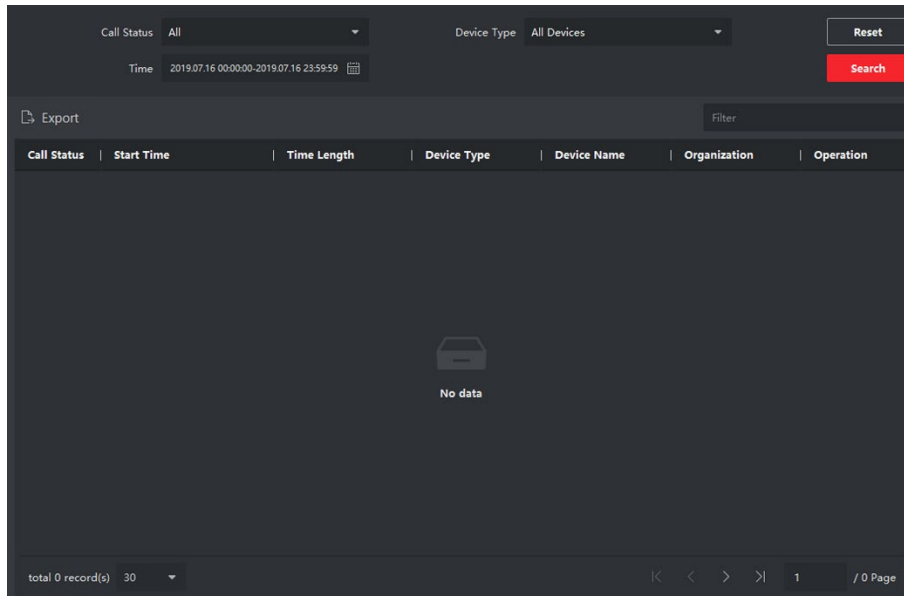 Call Status All Device Type All Devices Reset
Time 2019.07.16 00:00:00-2019.07.16 23:59:59 Search
Export Filter
Call Status | Start Time | Time Length | Device Type | Device Name | Organization | Operation
No data
total 0 record(s) 30 1 / 0 Page